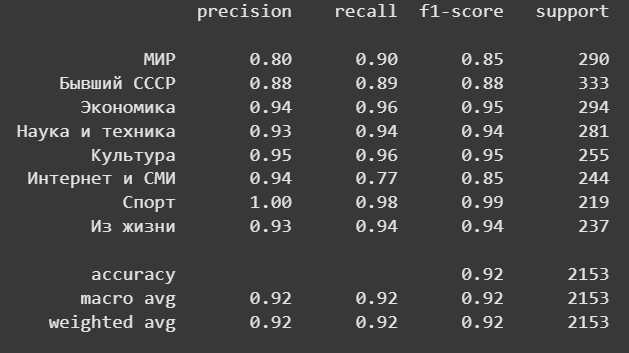 precision recall f1-score support
МИР 0.80 0.90 0.85 290
Бывший СССР 0.88 0.89 0.88 333
Экономика 0.94 0.96 0.95 294
Наука и техника 0.93 0.94 0.94 281
Культура 0.95 0.96 0.95 255
Интернет и СМИ 0.94 0.77 0.85 244
Спорт 1.00 0.98 0.99 219
Из жизни 0.93 0.94 0.94 237
accuracy 0.92 2153
macro avg 0.92 0.92 0.92 2153
weighted avg 0.92 0.92 0.92 2153